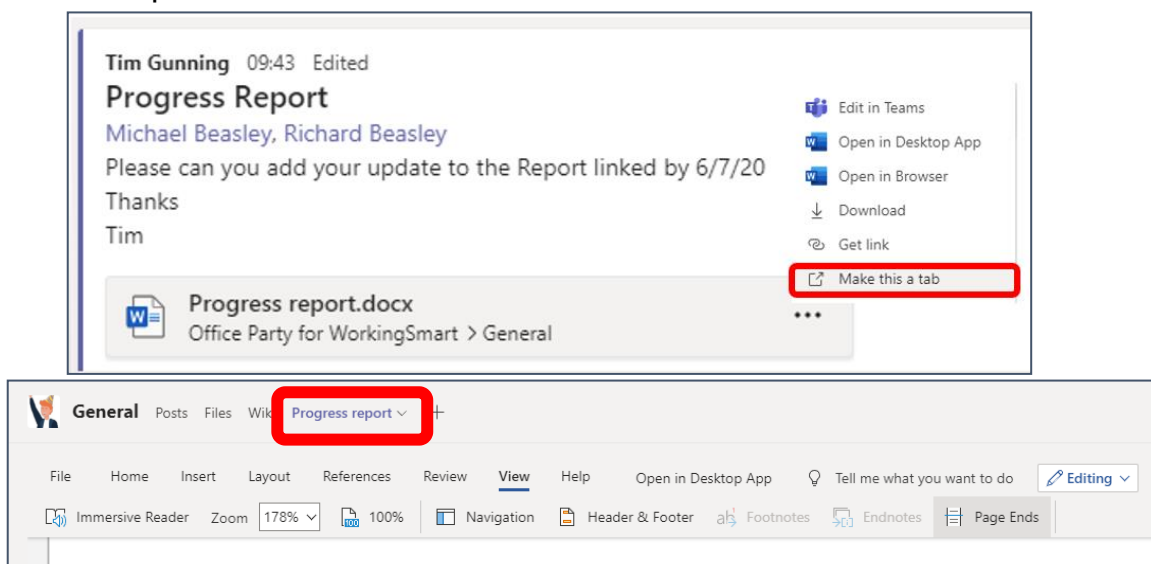 Tim Gunning 09:43 Edited
Progress Report
Michael Beasley, Richard Beasley
Please can you add your update to the Report linked by 6/7/20
Thanks
Tim
Progress report.docx
Office Party for WorkingSmart > General
Edit in Teams
Open in Desktop App
Open in Browser
Download
Get link
Make this a tab
General Posts Files Wik Progress report
File Home Insert Layout References Review View Help Open in Desktop App Tell me what you want to do Editing
Immersive Reader Zoom 178% 100% Navigation Header & Footer Footnotes Endnotes Page Ends